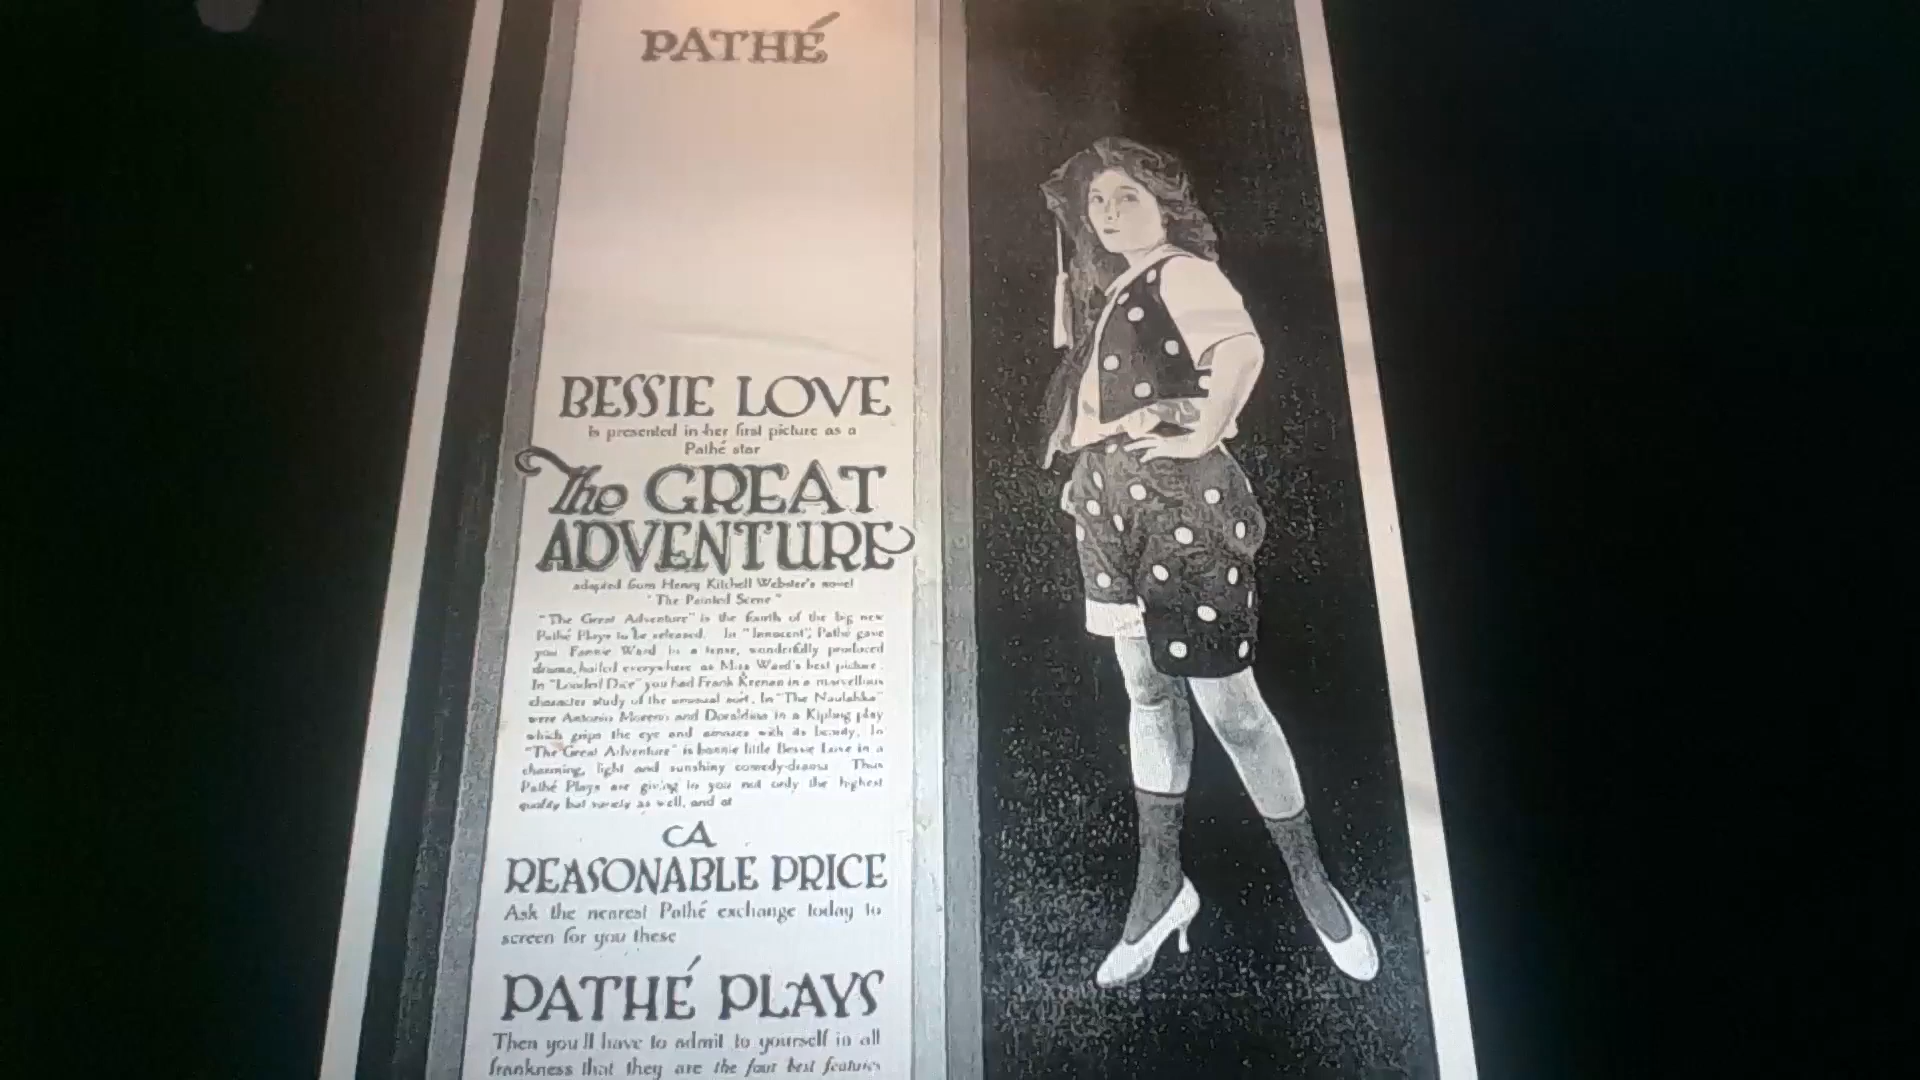 PATHÉ
BESSIE LOVE
is presented in her first picture as a
Pathé star
The GREAT
ADVENTURE
adapted from Henry Kitchell Webster's novel
"The Painted Scene"
"The Great Adventure" is the fourth of the big new
Pathé Plays to be released. In "Innocent", Pathé gave
you Fannie Ward in a tense, wonderfully produced
drama, hailed everywhere as Miss Ward's best picture.
In "Loaded Dice" you had Frank Keenan in a marvellous
character study of the unusual sort. In "The Naulahka"
were Antonio Moreno and Doraldina in a Kipling play
which grips the eye and amazes with its beauty. In
"The Great Adventure" is bonnie little Bessie Love in a
charming, light and sunshiny comedy-drama. Thus
Pathé Plays are giving to you not only the highest
quality but variety as well, and at
A
REASONABLE PRICE
Ask the nearest Pathé exchange today to
screen for you these
PATHÉ PLAYS
Then you'll have to admit to yourself in all
frankness that they are the four best features